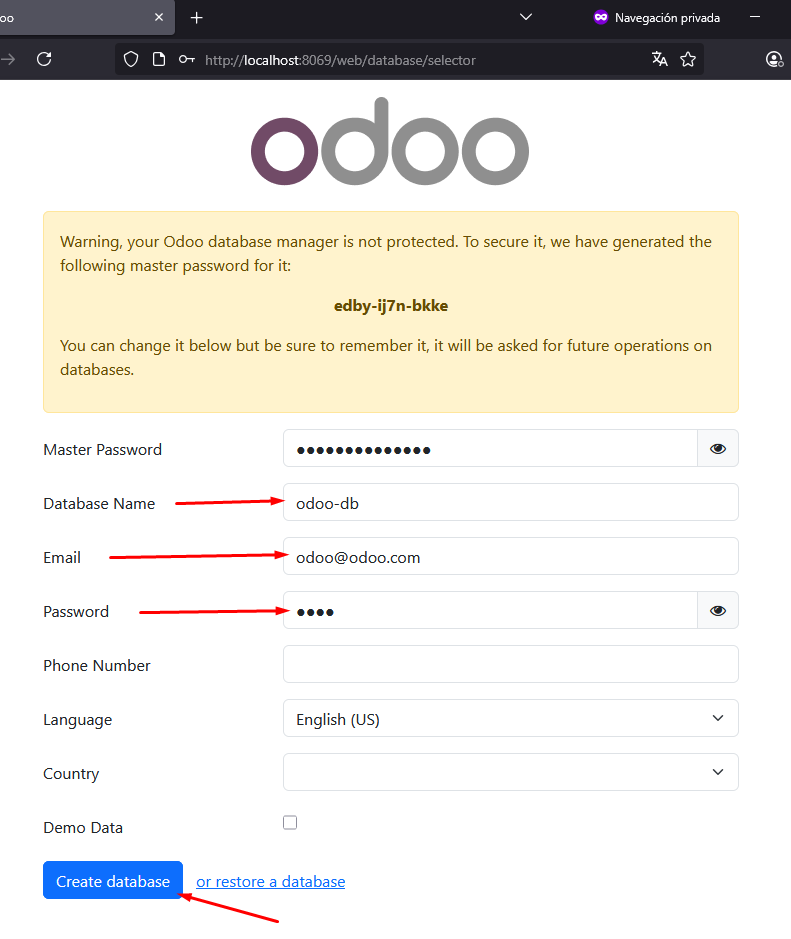 oo
Navegación privada
http://localhost:8069/web/database/selector
odoo
Warning, your Odoo database manager is not protected. To secure it, we have generated the
following master password for it:
edby-ij7n-bkke
You can change it below but be sure to remember it, it will be asked for future operations on
databases.
Master Password ●●●●●●●●●●●●●●
Database Name odoo-db
Email odoo@odoo.com
Password ●●●●
Phone Number
Language English (US)
Country
Demo Data
Create database or restore a database